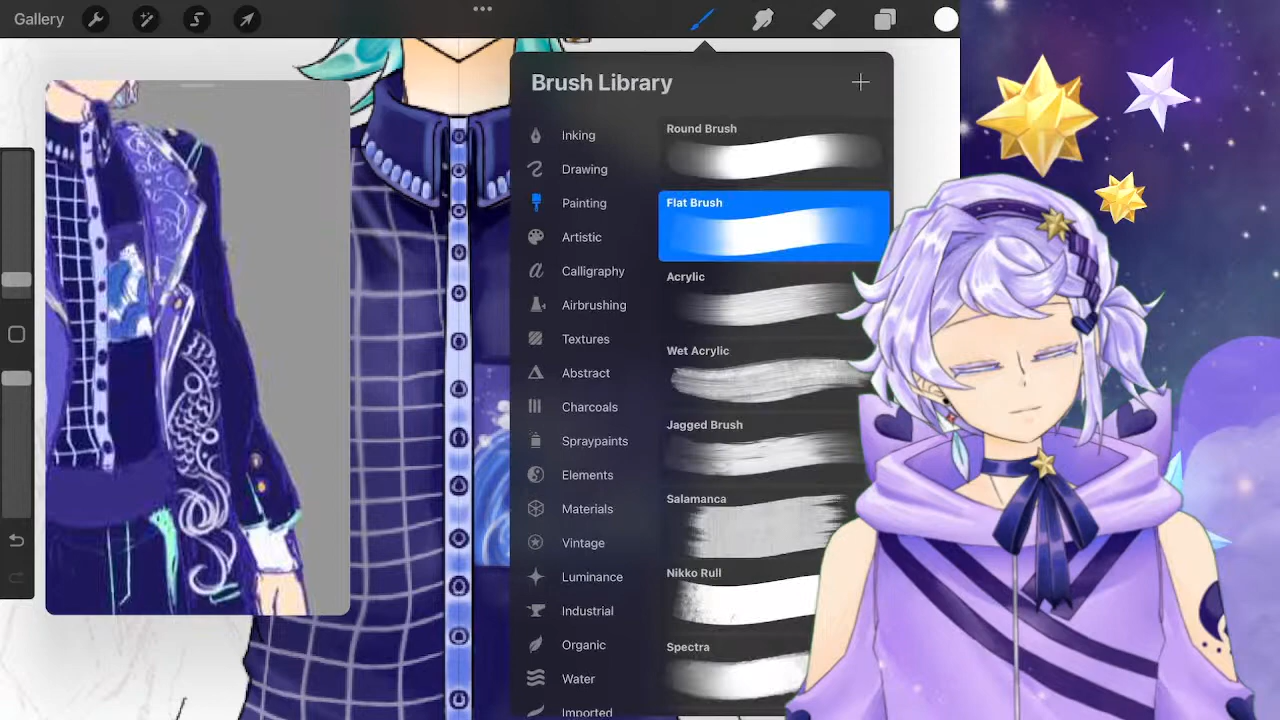 Gallery
Brush Library
Inking
Drawing
Painting
Artistic
Calligraphy
Airbrushing
Textures
Abstract
Charcoals
Spraypaints
Elements
Materials
Vintage
Luminance
Industrial
Organic
Water
Imported
Round Brush
Flat Brush
Acrylic
Wet Acrylic
Jagged Brush
Salamanca
Nikko Rull
Spectra